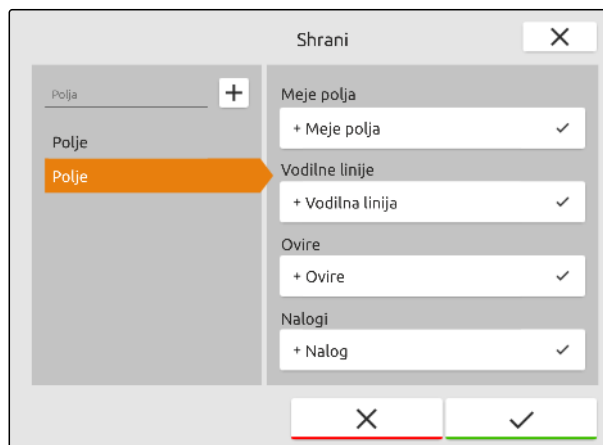 Shrani
Polja
Polje
Polje
Meje polja
+ Meje polja
Vodilne linije
+ Vodilna linija
Ovire
+ Ovire
Nalogi
+ Nalog